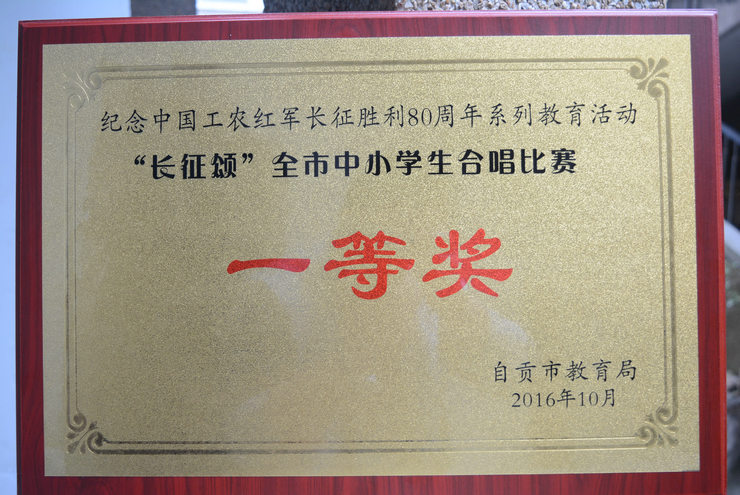 纪念中国工农红军长征胜利80周年系列教育活动
“长征颂”全市中小学生合唱比赛
一等奖
自贡市教育局
2016年10月